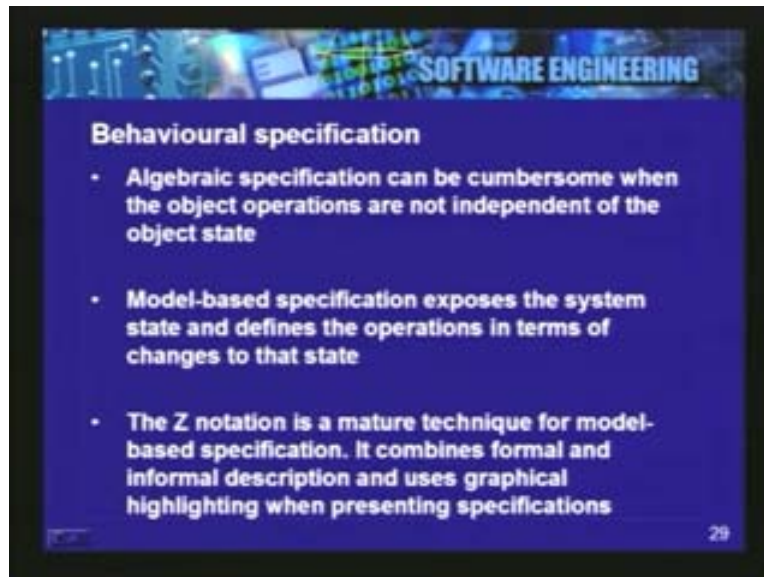 SOFTWARE ENGINEERING
Behavioural specification
• Algebraic specification can be cumbersome when
the object operations are not independent of the
object state
• Model-based specification exposes the system
state and defines the operations in terms of
changes to that state
• The Z notation is a mature technique for model-
based specification. It combines formal and
informal description and uses graphical
highlighting when presenting specifications
29